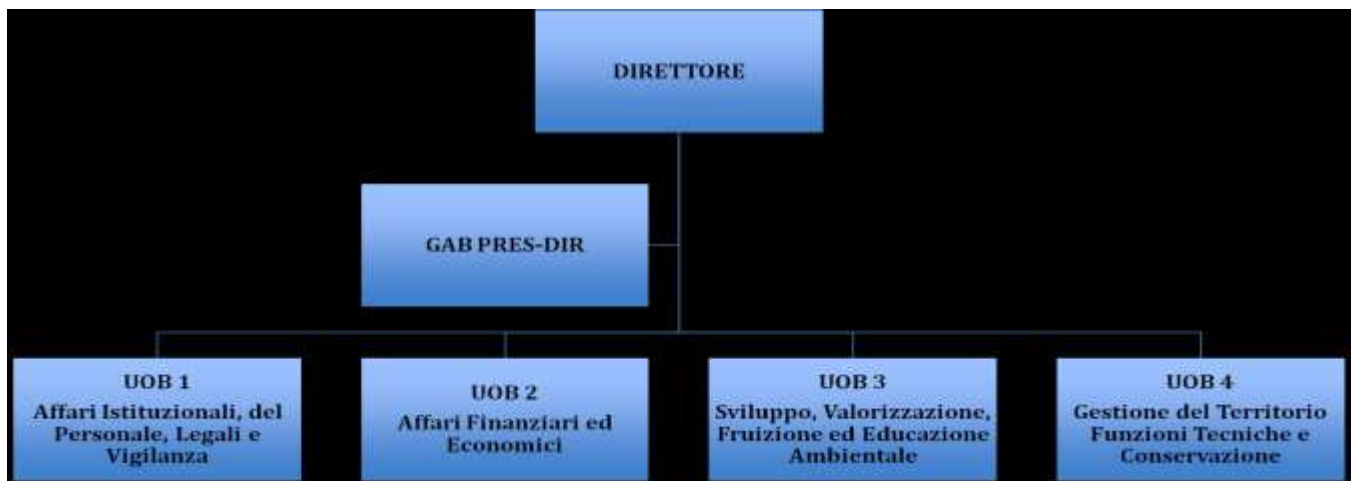 DIRETTORE
GAB PRES-DIR
UOB 1
Affari Istituzionali, del
Personale, Legali e
Vigilanza
UOB 2
Affari Finanziari ed
Economici
UOB 3
Sviluppo, Valorizzazione,
Fruizione ed Educazione
Ambientale
UOB 4
Gestione del Territorio
Funzioni Tecniche e
Conservazione